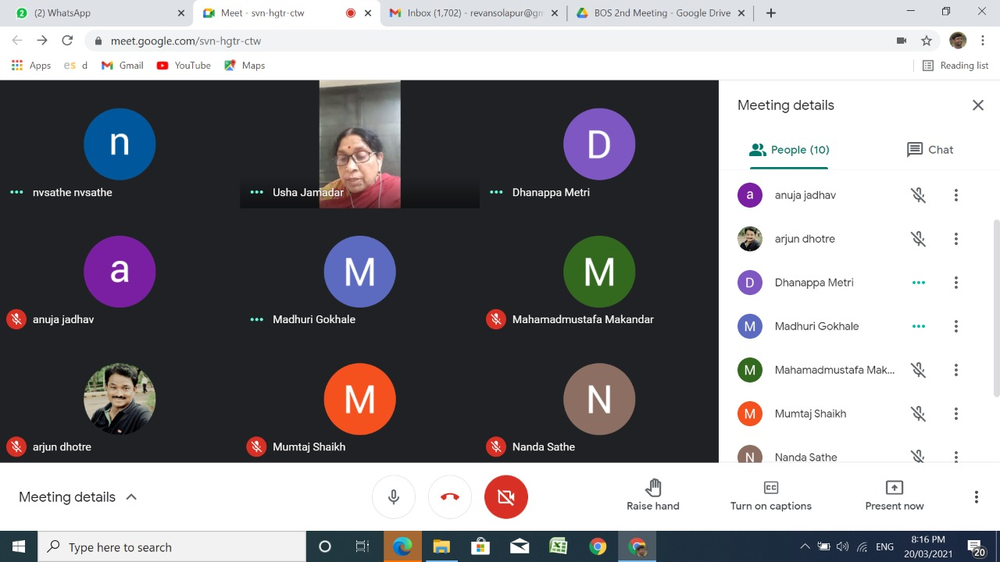 2
(2) WhatsApp
Meet - svn-hgtr-ctw
Inbox (1,702) - revansolapur@gm
BOS 2nd Meeting - Google Drive
meet.google.com/svn-hgtr-ctw
Apps
es d
Gmail
YouTube
Maps
Reading list
n
nvsathe nvsathe
Usha Jamadar
D
Dhanappa Metri
a
anuja jadhav
M
Madhuri Gokhale
M
Mahamadmustafa Makandar
arjun dhotre
M
Mumtaj Shaikh
N
Nanda Sathe
Meeting details
People (10)
Chat
a anuja jadhav
arjun dhotre
D Dhanappa Metri
M Madhuri Gokhale
M Mahamadmustafa Mak...
M Mumtaj Shaikh
N Nanda Sathe
Meeting details
Raise hand
CC
Turn on captions
Present now
Type here to search
ENG
8:16 PM
20/03/2021
20